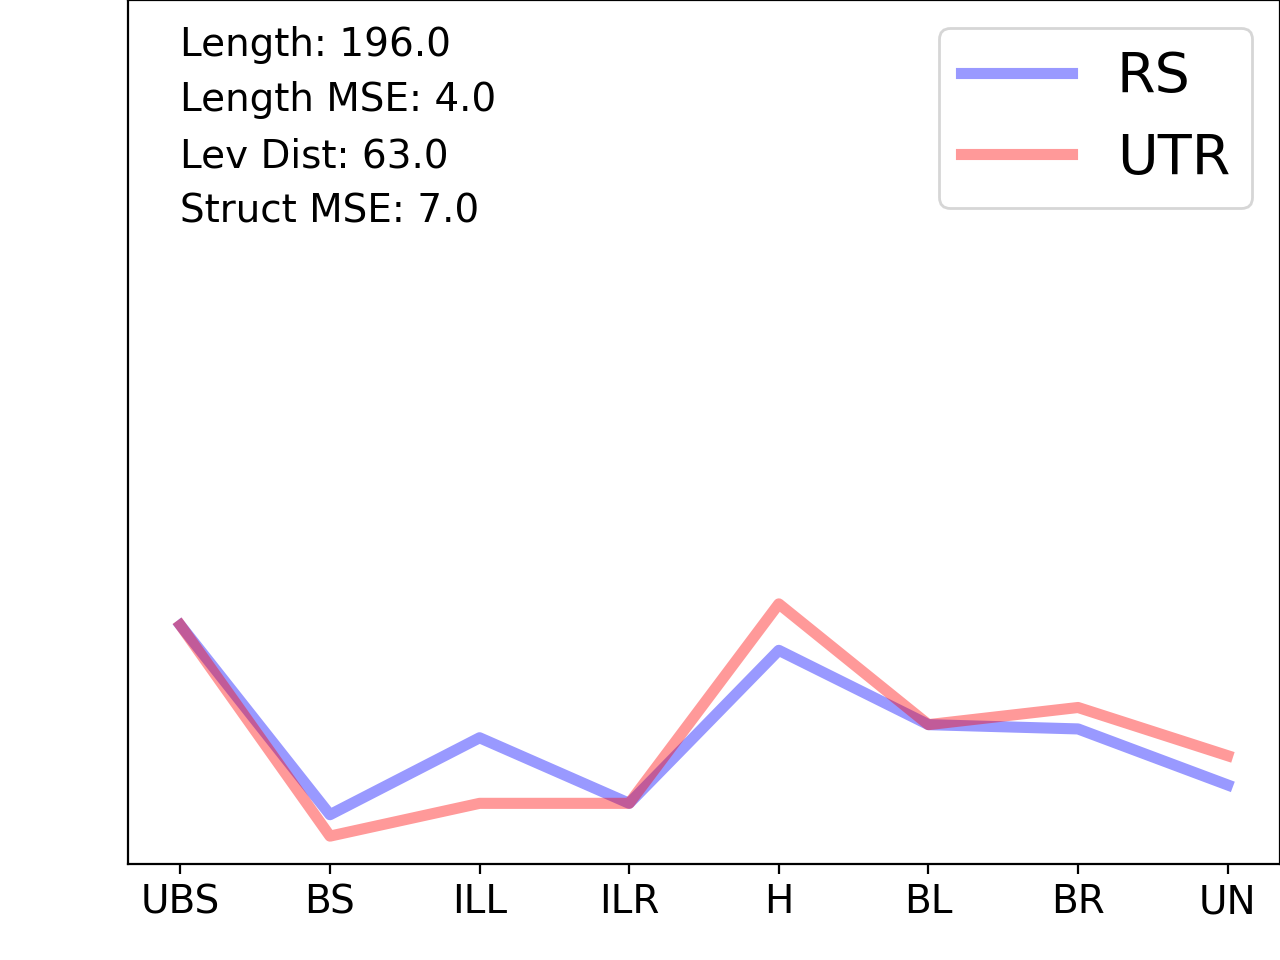 Length: 196.0
Length MSE: 4.0
Lev Dist: 63.0
Struct MSE: 7.0
RS
UTR
UBS BS ILL ILR H BL BR UN